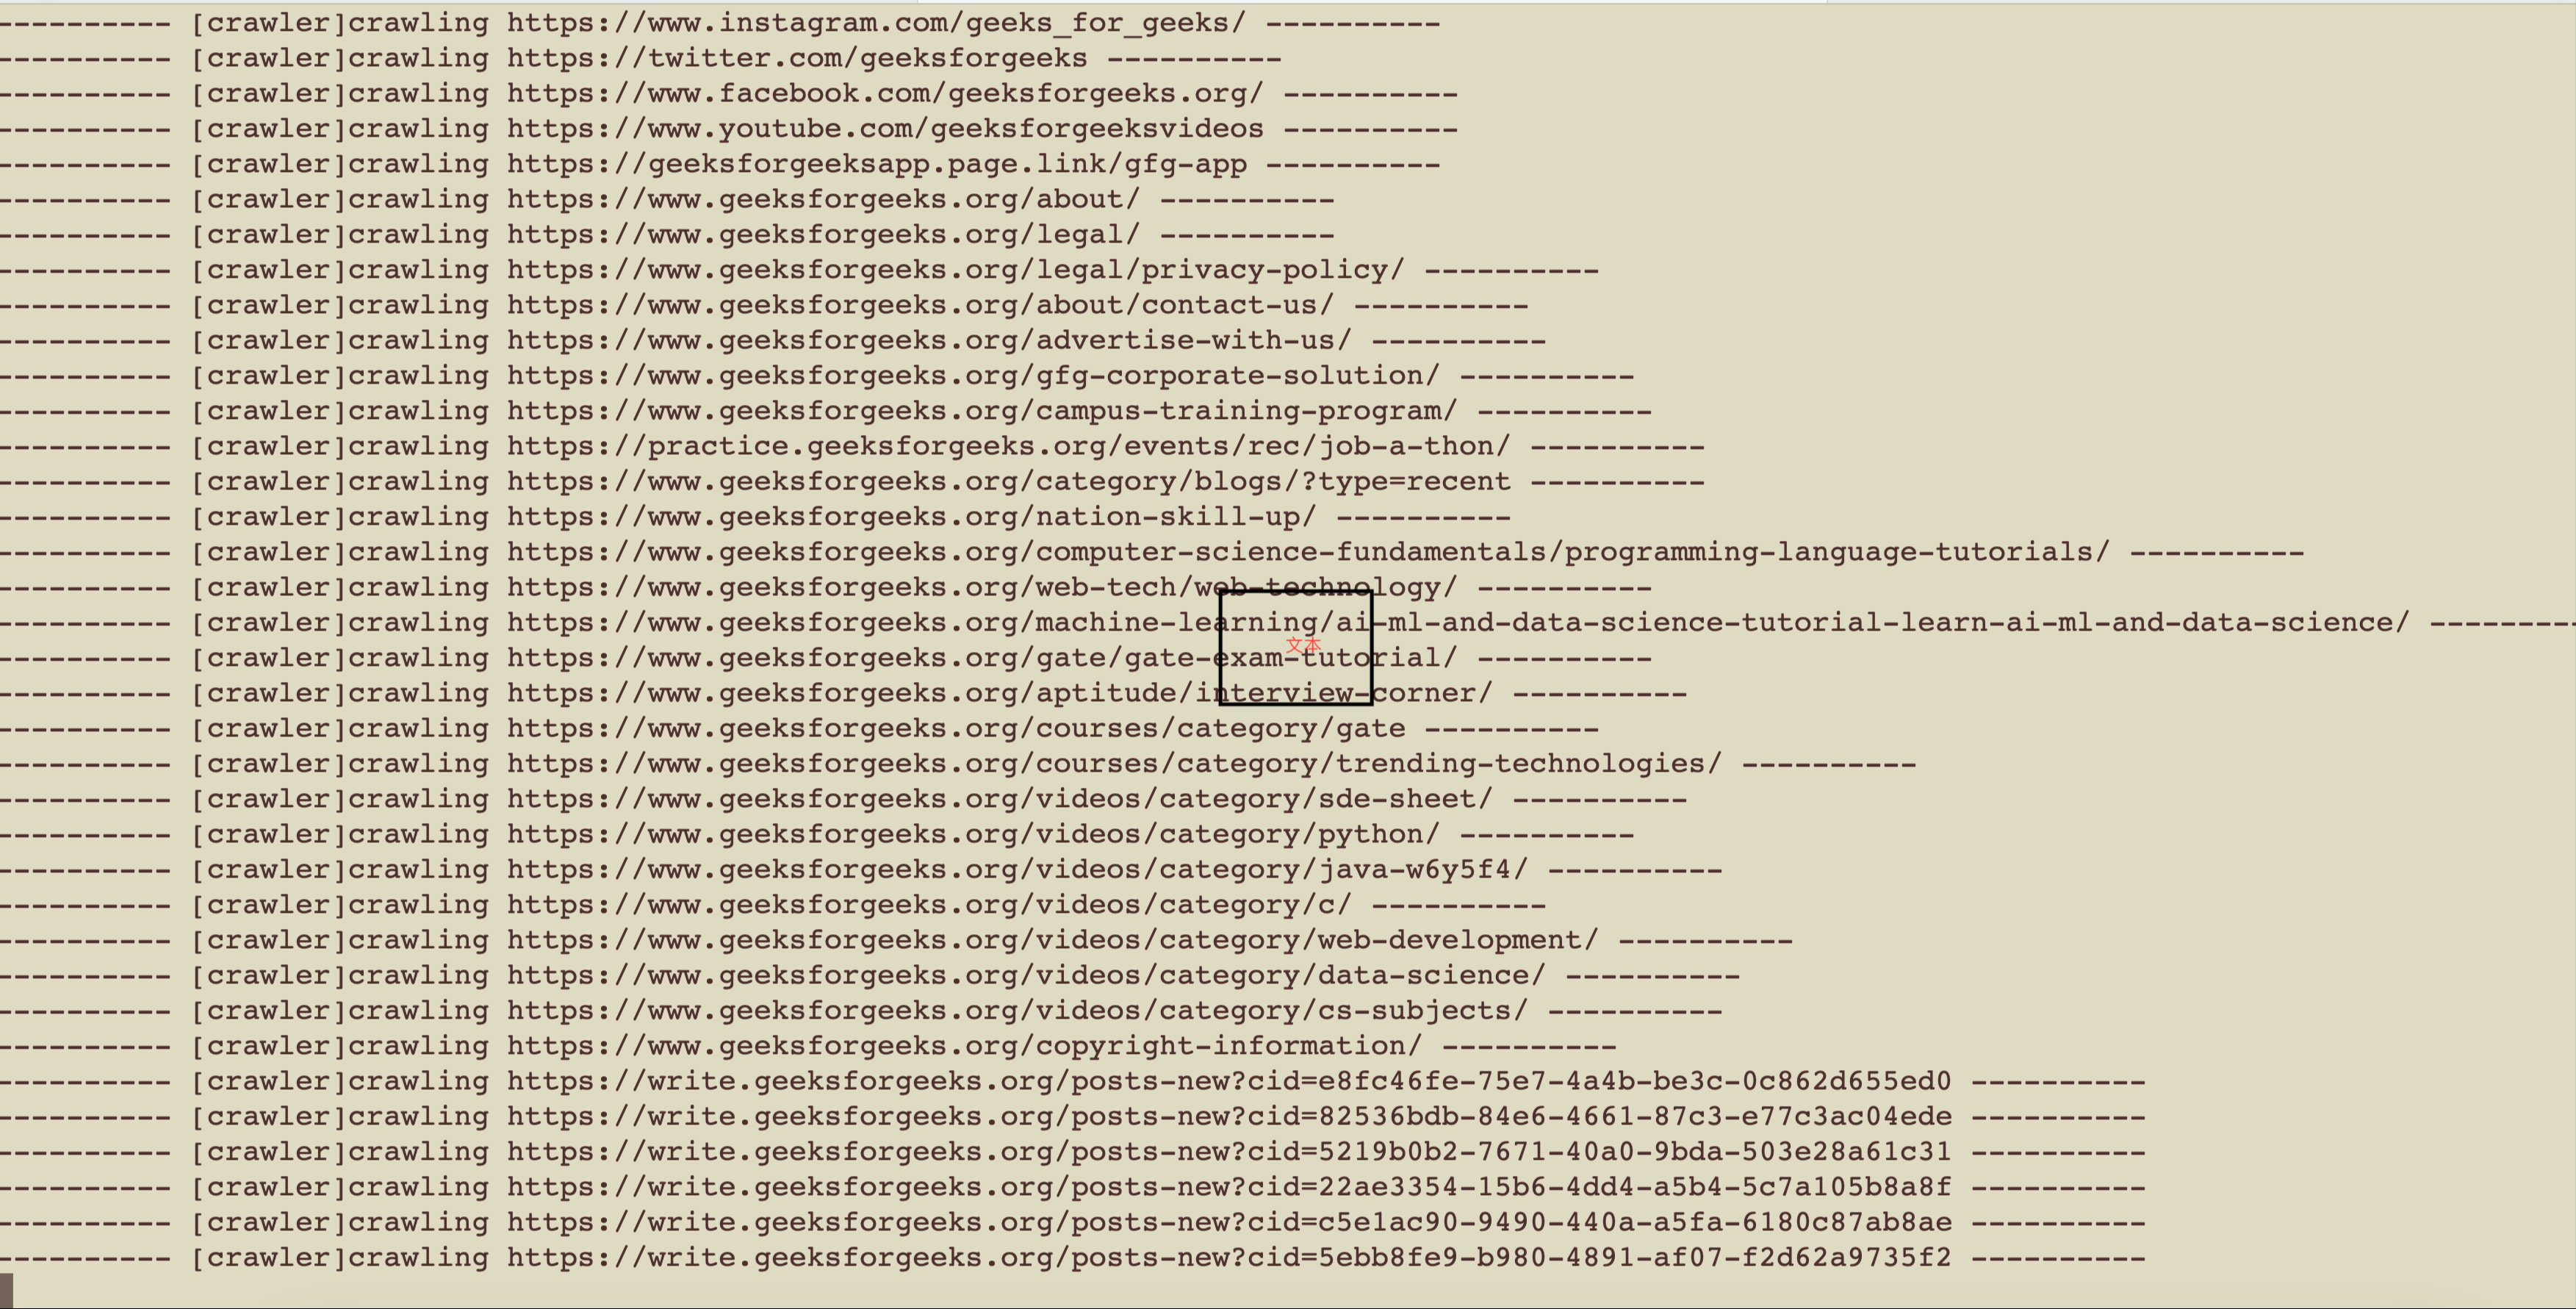 ---------- [crawler]crawling https://www.instagram.com/geeks_for_geeks/ ----------
---------- [crawler]crawling https://twitter.com/geeksforgeeks ----------
---------- [crawler]crawling https://www.facebook.com/geeksforgeeks.org/ ----------
---------- [crawler]crawling https://www.youtube.com/geeksforgeeksvideos ----------
---------- [crawler]crawling https://geeksforgeeksapp.page.link/gfg-app ----------
---------- [crawler]crawling https://www.geeksforgeeks.org/about/ ----------
---------- [crawler]crawling https://www.geeksforgeeks.org/legal/ ----------
---------- [crawler]crawling https://www.geeksforgeeks.org/legal/privacy-policy/ ----------
---------- [crawler]crawling https://www.geeksforgeeks.org/about/contact-us/ ----------
---------- [crawler]crawling https://www.geeksforgeeks.org/advertise-with-us/ ----------
---------- [crawler]crawling https://www.geeksforgeeks.org/gfg-corporate-solution/ ----------
---------- [crawler]crawling https://www.geeksforgeeks.org/campus-training-program/ ----------
---------- [crawler]crawling https://practice.geeksforgeeks.org/events/rec/job-a-thon/ ----------
---------- [crawler]crawling https://www.geeksforgeeks.org/category/blogs/?type=recent ----------
---------- [crawler]crawling https://www.geeksforgeeks.org/nation-skill-up/ ----------
---------- [crawler]crawling https://www.geeksforgeeks.org/computer-science-fundamentals/programming-language-tutorials/ ----------
---------- [crawler]crawling https://www.geeksforgeeks.org/web-tech/web-technology/ ----------
---------- [crawler]crawling https://www.geeksforgeeks.org/machine-learning/ai-ml-and-data-science-tutorial-learn-ai-ml-and-data-science/ ---------
文本
---------- [crawler]crawling https://www.geeksforgeeks.org/gate/gate-exam-tutorial/ ----------
---------- [crawler]crawling https://www.geeksforgeeks.org/aptitude/interview-corner/ ----------
---------- [crawler]crawling https://www.geeksforgeeks.org/courses/category/gate ----------
---------- [crawler]crawling https://www.geeksforgeeks.org/courses/category/trending-technologies/ ----------
---------- [crawler]crawling https://www.geeksforgeeks.org/videos/category/sde-sheet/ ----------
---------- [crawler]crawling https://www.geeksforgeeks.org/videos/category/python/ ----------
---------- [crawler]crawling https://www.geeksforgeeks.org/videos/category/java-w6y5f4/ ----------
---------- [crawler]crawling https://www.geeksforgeeks.org/videos/category/c/ ----------
---------- [crawler]crawling https://www.geeksforgeeks.org/videos/category/web-development/ ----------
---------- [crawler]crawling https://www.geeksforgeeks.org/videos/category/data-science/ ----------
---------- [crawler]crawling https://www.geeksforgeeks.org/videos/category/cs-subjects/ ----------
---------- [crawler]crawling https://www.geeksforgeeks.org/copyright-information/ ----------
---------- [crawler]crawling https://write.geeksforgeeks.org/posts-new?cid=e8fc46fe-75e7-4a4b-be3c-0c862d655ed0 ----------
---------- [crawler]crawling https://write.geeksforgeeks.org/posts-new?cid=82536bdb-84e6-4661-87c3-e77c3ac04ede ----------
---------- [crawler]crawling https://write.geeksforgeeks.org/posts-new?cid=5219b0b2-7671-40a0-9bda-503e28a61c31 ----------
---------- [crawler]crawling https://write.geeksforgeeks.org/posts-new?cid=22ae3354-15b6-4dd4-a5b4-5c7a105b8a8f ----------
---------- [crawler]crawling https://write.geeksforgeeks.org/posts-new?cid=c5e1ac90-9490-440a-a5fa-6180c87ab8ae ----------
---------- [crawler]crawling https://write.geeksforgeeks.org/posts-new?cid=5ebb8fe9-b980-4891-af07-f2d62a9735f2 ----------